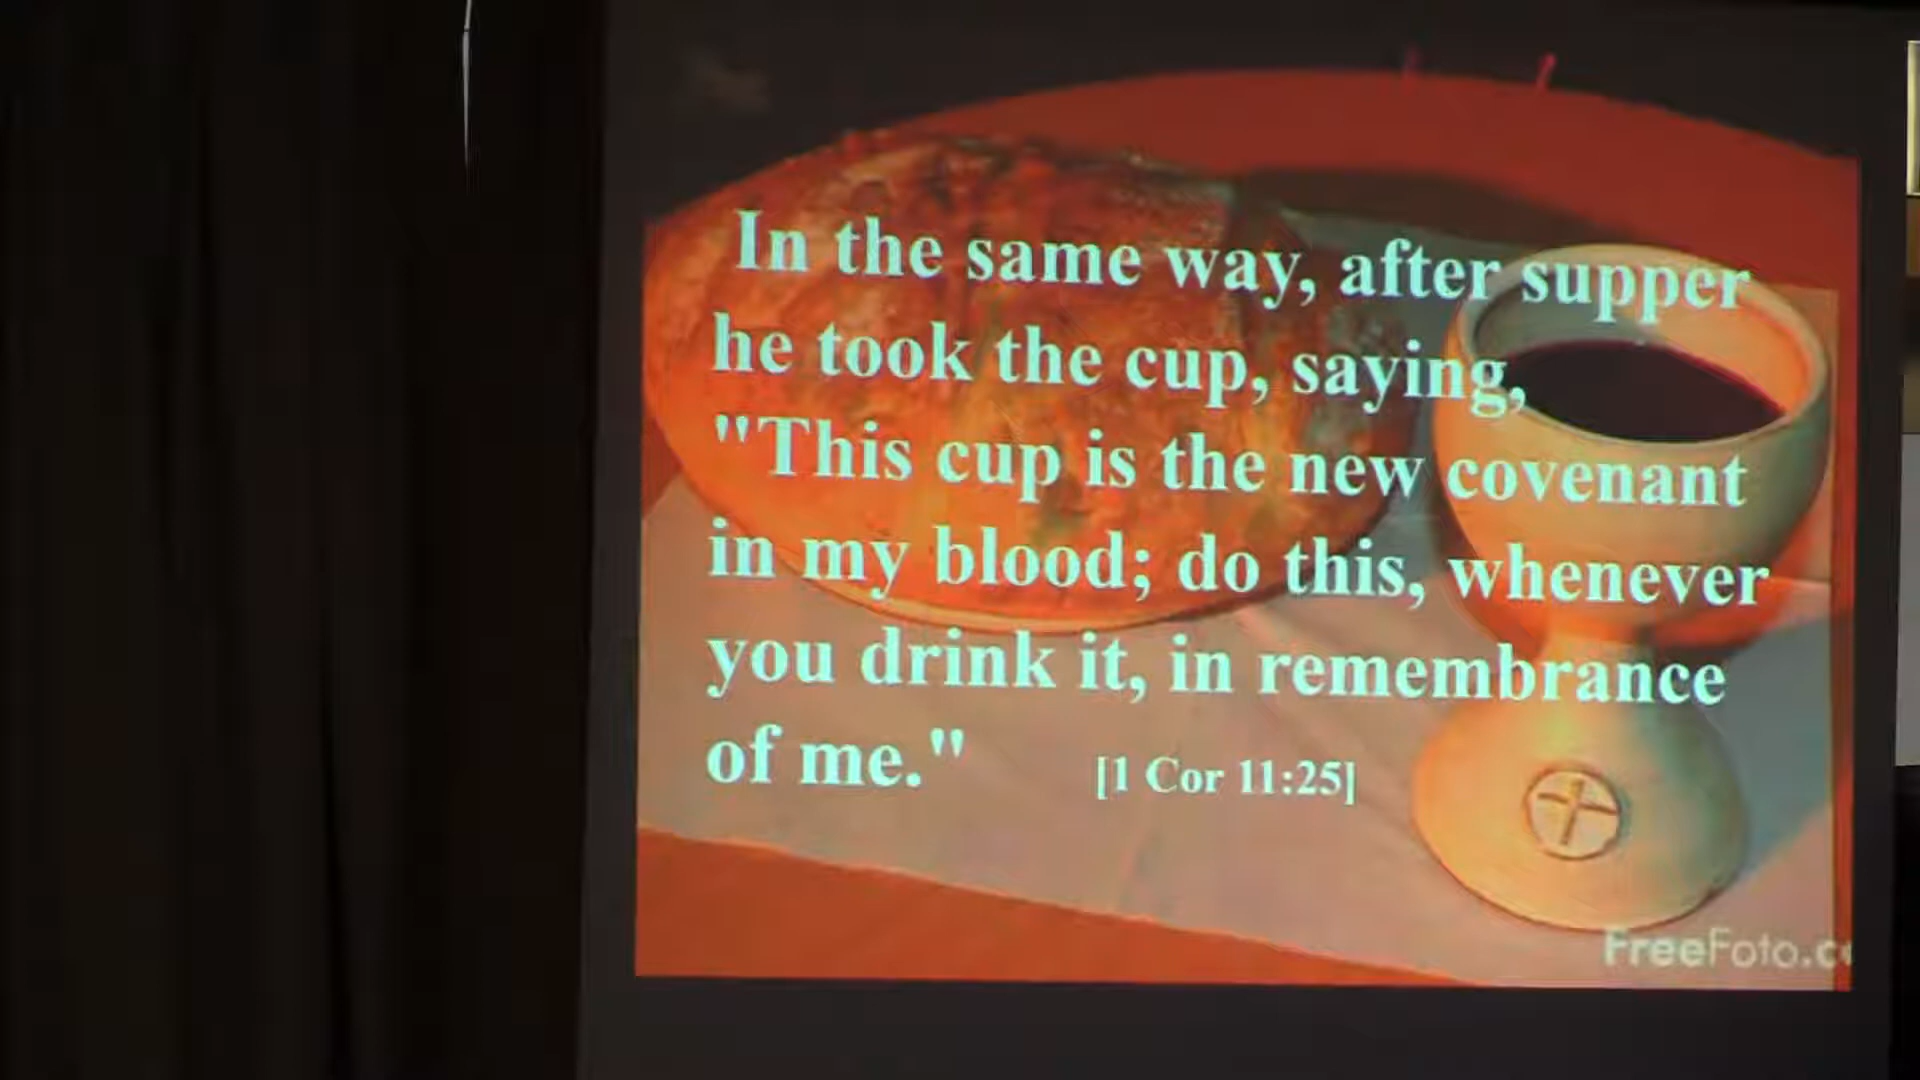 In the same way, after supper
he took the cup, saying,
"This cup is the new covenant
in my blood; do this, whenever
you drink it, in remembrance
of me." [1 Cor 11:25]
FreeFoto.c